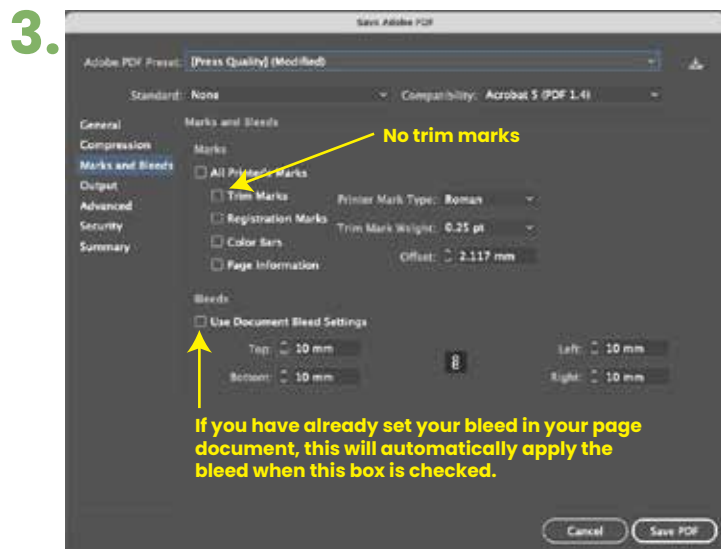 3.
Save Adobe PDF
Adobe PDF Preset: [Press Quality] (Modified)
Standard: None Compatibility: Acrobat 5 (PDF 1.4)
General
Compression
Marks and Bleeds
Output
Advanced
Security
Summary
Marks and Bleeds
Marks
No trim marks
All Printer's Marks
Trim Marks Printer Mark Type: Roman
Registration Marks Trim Mark Weight: 0.25 pt
Color Bars Offset: 2.117 mm
Page Information
Bleeds
Use Document Bleed Settings
Top: 10 mm Left: 10 mm
Bottom: 10 mm Right: 10 mm
If you have already set your bleed in your page
document, this will automatically apply the
bleed when this box is checked.
Cancel Save PDF